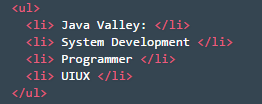 <ul>
<li> Java Valley: </li>
<li> System Development </li>
<li> Programmer </li>
<li> UIUX </li>
</ul>